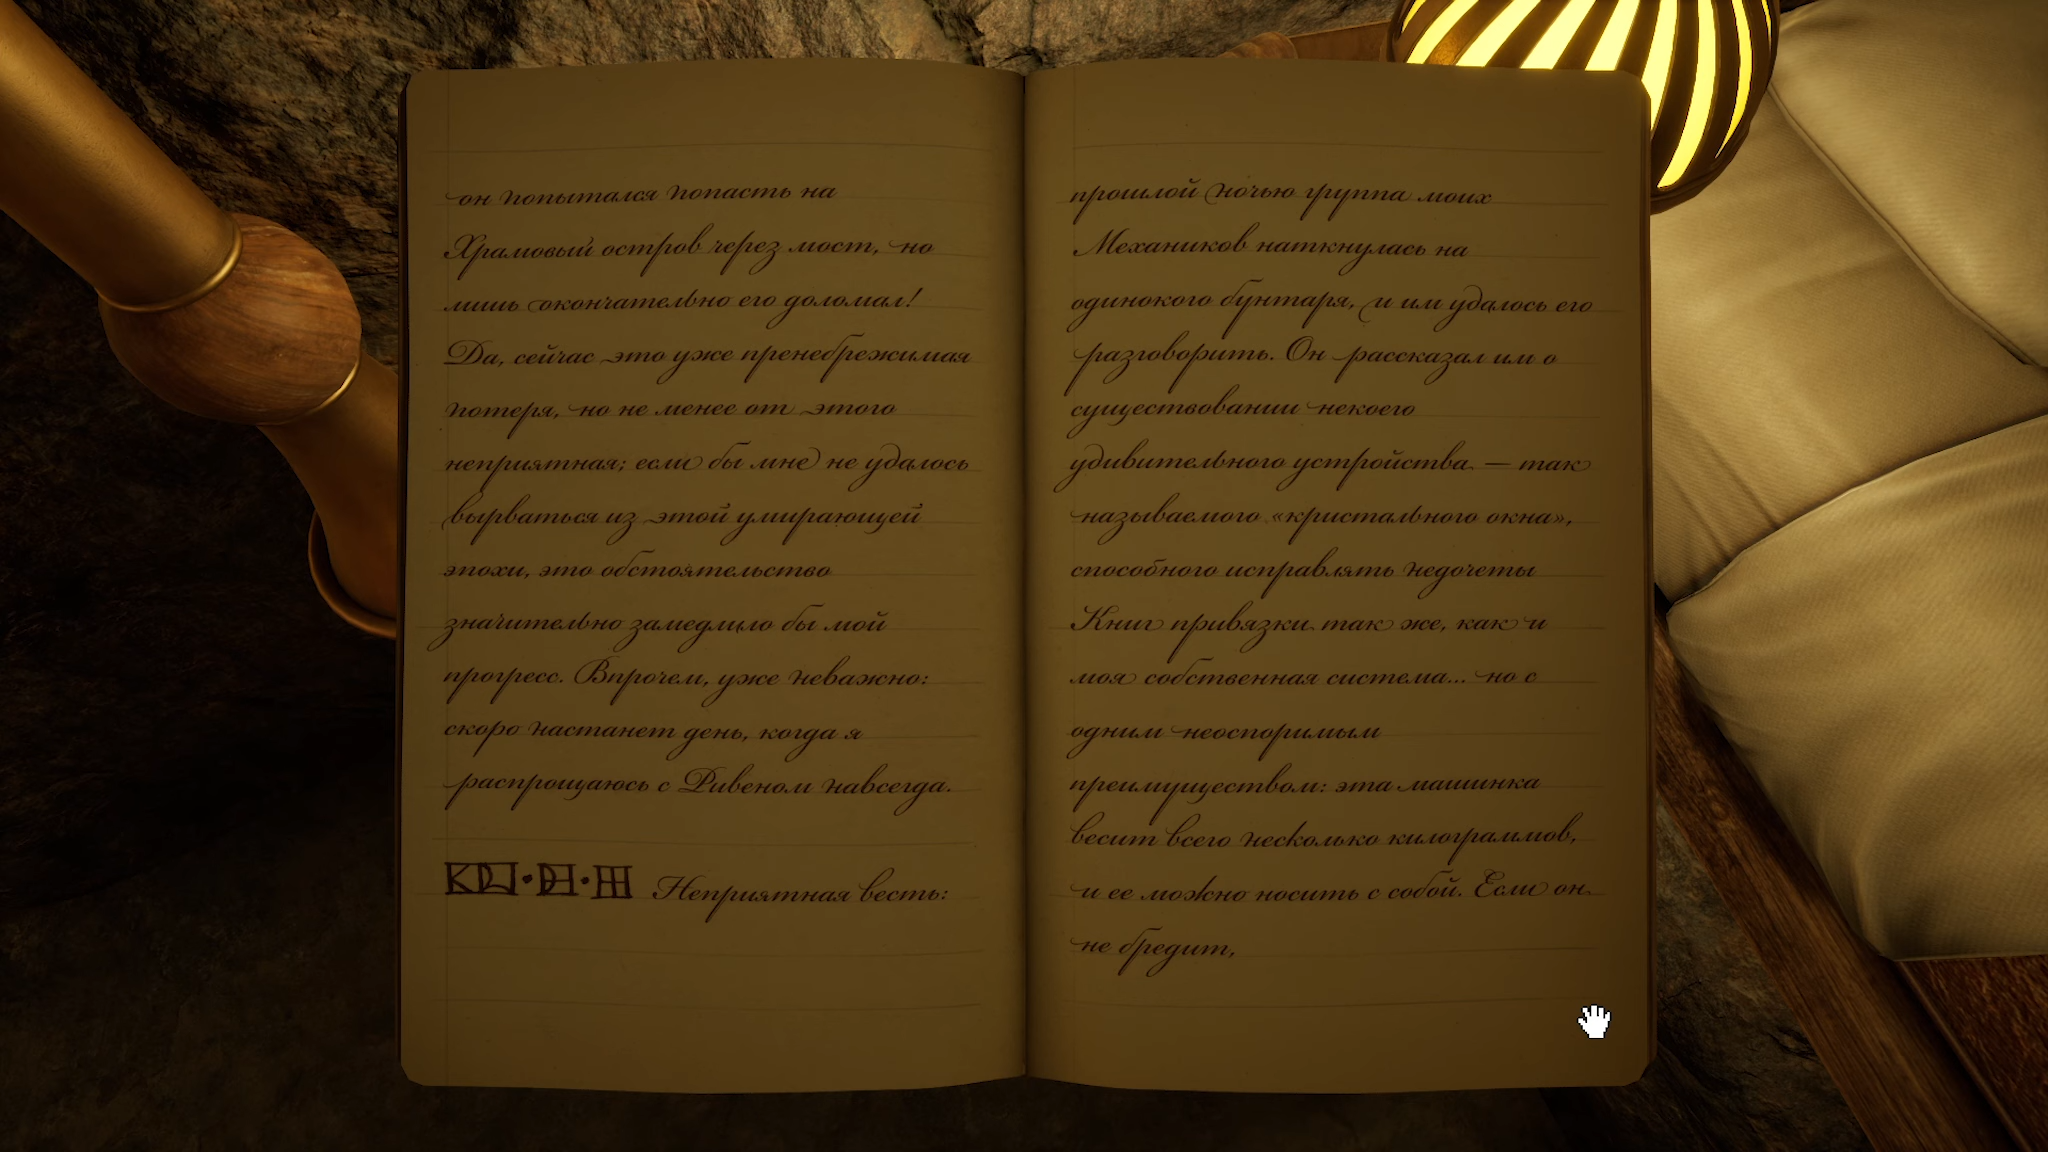 он попытался попасть на
Храмовый остров через мост, но
лишь окончательно его доломал!
Да, сейчас это уже пренебрежимая
потеря, но не менее от этого
неприятная; если бы мне не удалось
вырваться из этой умирающей
эпохи, это обстоятельство
значительно замедлило бы мой
прогресс. Впрочем, уже неважно:
скоро настанет день, когда я
распрощаюсь с Ривеном навсегда.
Неприятная весть:
прошлой ночью группа моих
Механиков наткнулась на
одинокого бунтаря, и им удалось его
разговорить. Он рассказал им о
существовании некоего
удивительного устройства — так
называемого «кристального окна»,
способного исправлять недочеты
Книг привязки так же, как и
моя собственная система... но с
одним неоспоримым
преимуществом: эта машинка
весит всего несколько килограммов,
и ее можно носить с собой. Если он
не бредит,